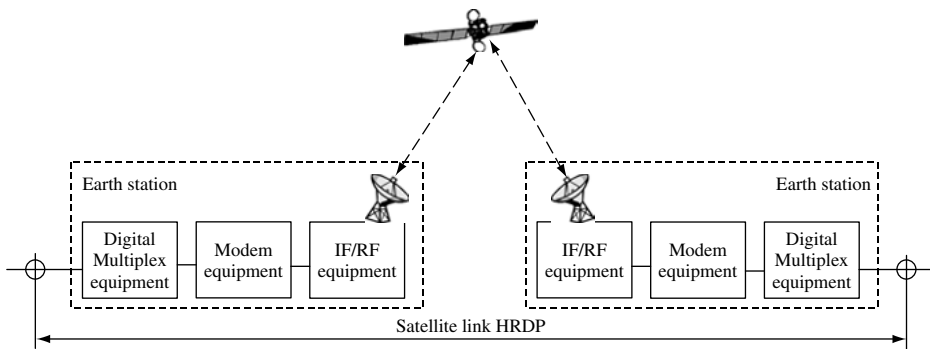 Earth station
Earth station
Digital
Multiplex
equipment
Modem
equipment
IF/RF
equipment
IF/RF
equipment
Modem
equipment
Digital
Multiplex
equipment
Satellite link HRDP